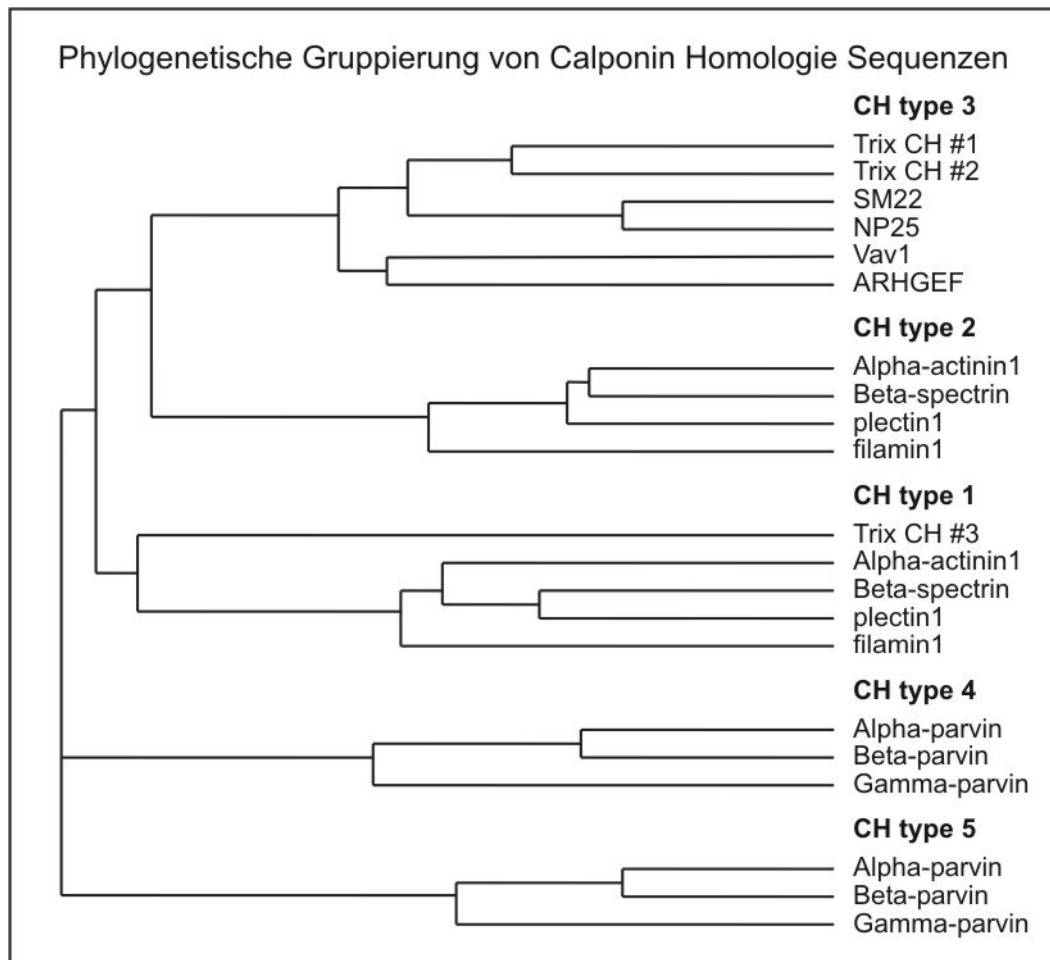 Phylogenetische Gruppierung von Calponin Homologie Sequenzen
CH type 3
Trix CH #1
Trix CH #2
SM22
NP25
Vav1
ARHGEF
CH type 2
Alpha-actinin1
Beta-spectrin
plectin1
filamin1
CH type 1
Trix CH #3
Alpha-actinin1
Beta-spectrin
plectin1
filamin1
CH type 4
Alpha-parvin
Beta-parvin
Gamma-parvin
CH type 5
Alpha-parvin
Beta-parvin
Gamma-parvin